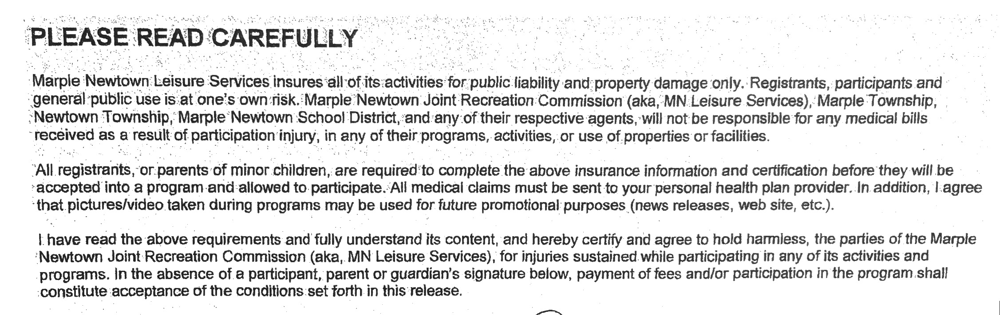 PLEASE READ CAREFULLY
Marple Newtown Leisure Services insures all of its activities for public liability and property damage only. Registrants, participants and
general public use is at one's own risk. Marple Newtown Joint Recreation Commission (aka, MN Leisure Services), Marple Township,
Newtown Township, Marple Newtown School District, and any of their respective agents, will not be responsible for any medical bills
received as a result of participation injury, in any of their programs, activities, or use of properties or facilities.
All registrants, or parents of minor children, are required to complete the above insurance information and certification before they will be
accepted into a program and allowed to participate. All medical claims must be sent to your personal health plan provider. In addition, I agree
that pictures/video taken during programs may be used for future promotional purposes (news releases, web site, etc.).
I have read the above requirements and fully understand its content, and hereby certify and agree to hold harmless, the parties of the Marple
Newtown Joint Recreation Commission (aka, MN Leisure Services), for injuries sustained while participating in any of its activities and
programs. In the absence of a participant, parent or guardian's signature below, payment of fees and/or participation in the program shall
constitute acceptance of the conditions set forth in this release.